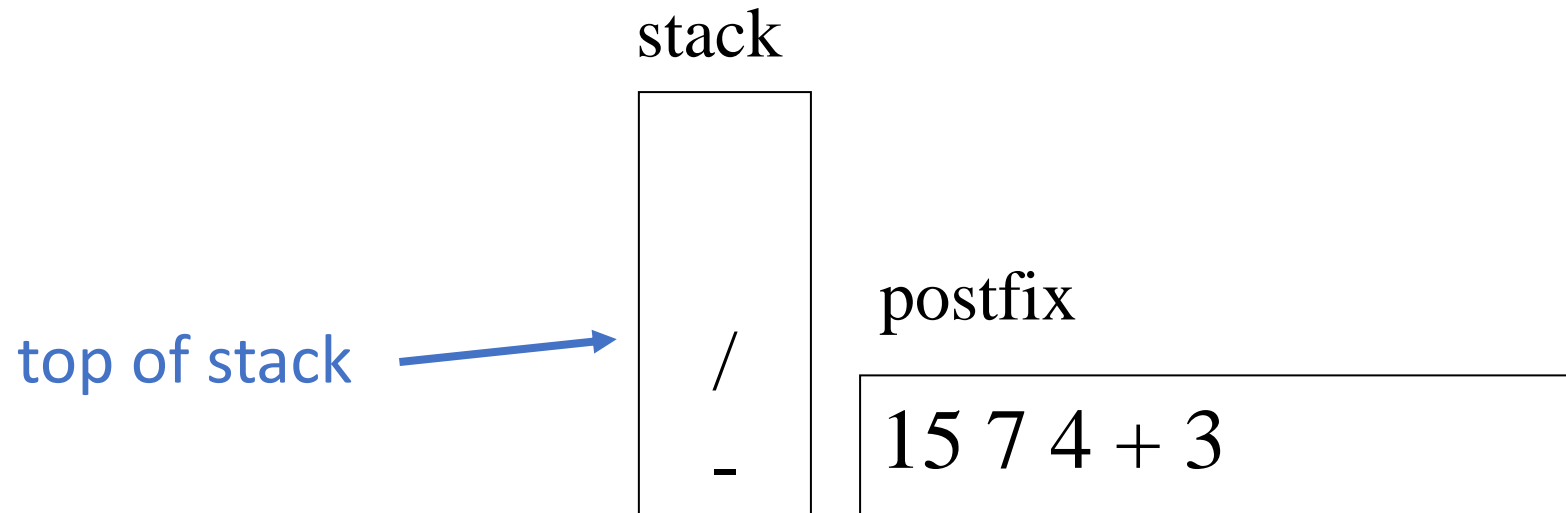 stack
postfix
top of stack
/
15 7 4 + 3
-